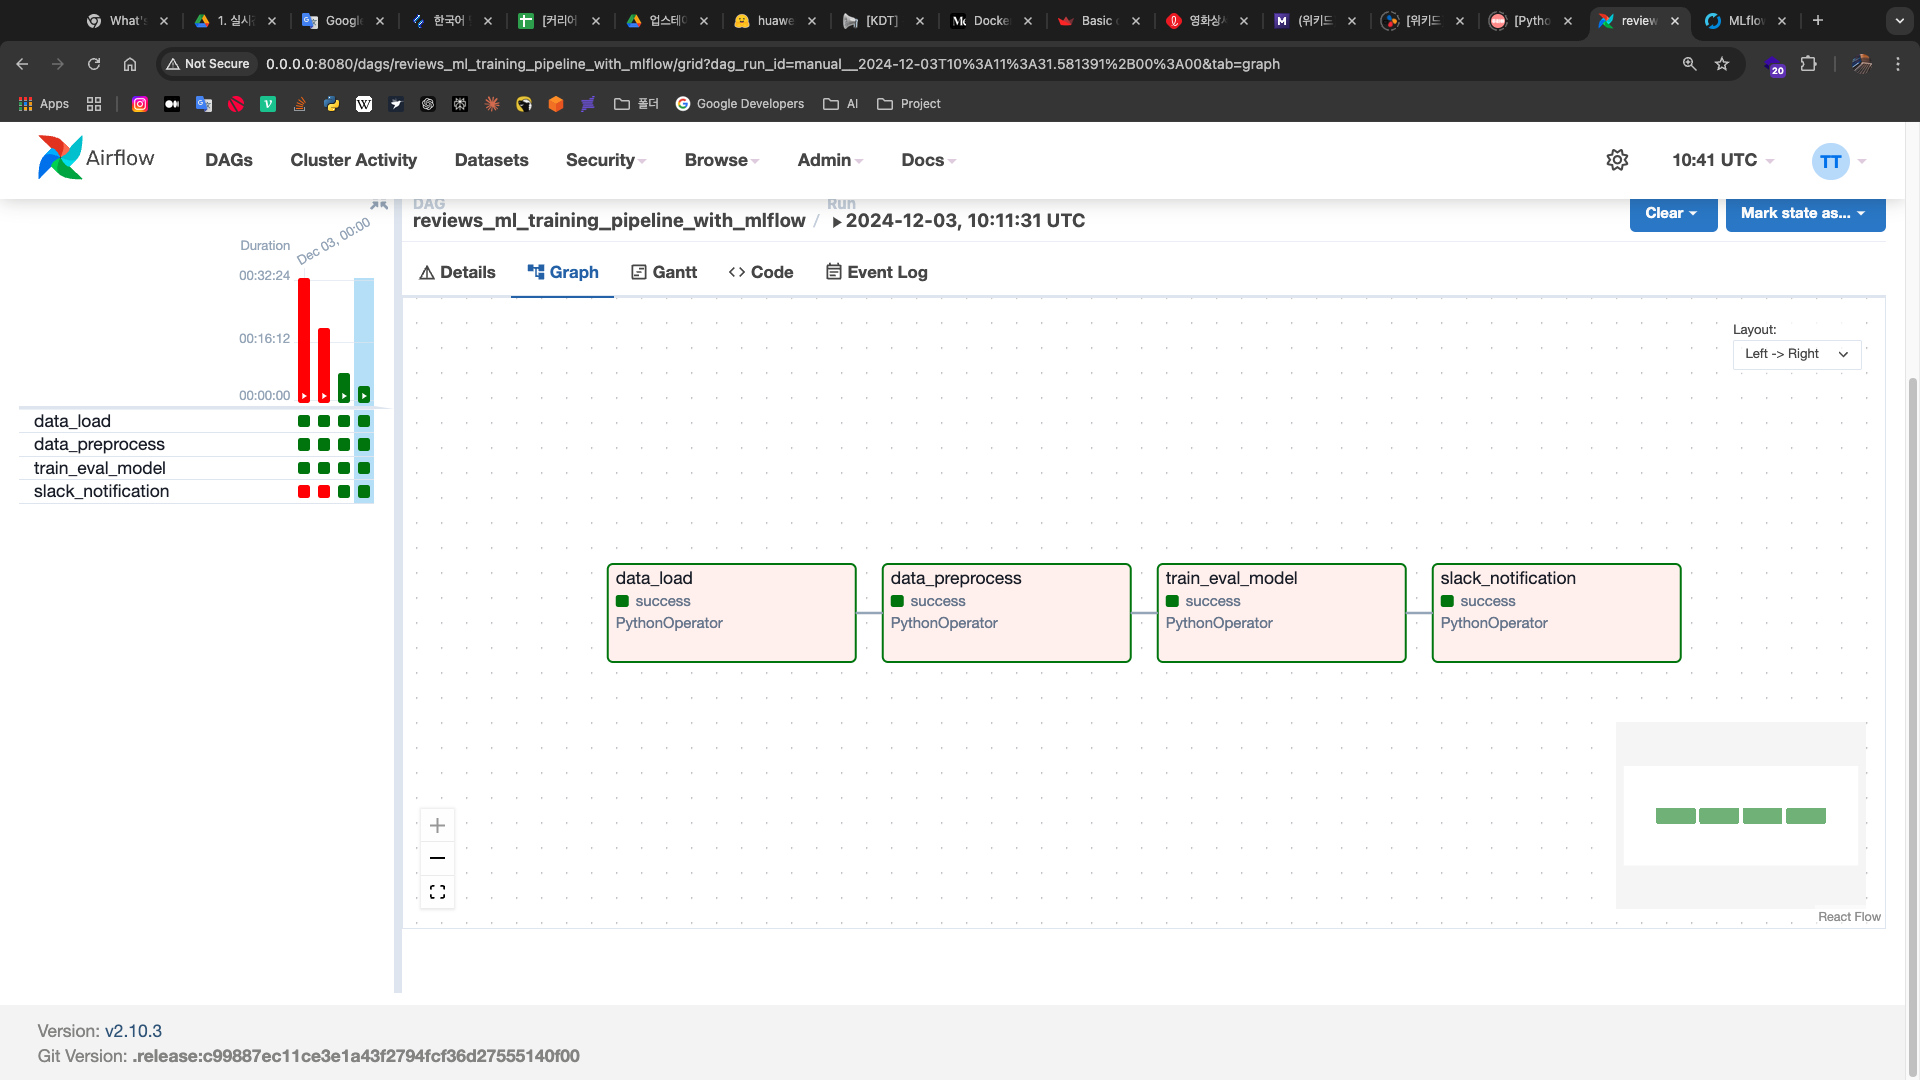 What's
1. 실시간
Google
한국어
[커리어
업스테이
huawe
[KDT]
Docke
Basic
영화상세
(위키드
[위키드
[Pytho
review
MLflow
Not Secure
0.0.0.0:8080/dags/reviews_ml_training_pipeline_with_mlflow/grid?dag_run_id=manual__2024-12-03T10%3A11%3A31.581391%2B00%3A00&tab=graph
20
Apps
폴더
Google Developers
AI
Project
Airflow
DAGs
Cluster Activity
Datasets
Security
Browse
Admin
Docs
10:41 UTC
TT
DAG
reviews_ml_training_pipeline_with_mlflow
/
Run
2024-12-03, 10:11:31 UTC
Clear
Mark state as...
Details
Graph
Gantt
Code
Event Log
Duration
Dec 03, 00:00
00:32:24
00:16:12
00:00:00
data_load
data_preprocess
train_eval_model
slack_notification
Layout:
Left -> Right
data_load
success
PythonOperator
data_preprocess
success
PythonOperator
train_eval_model
success
PythonOperator
slack_notification
success
PythonOperator
React Flow
Version: v2.10.3
Git Version: .release:c99887ec11ce3e1a43f2794fcf36d27555140f00